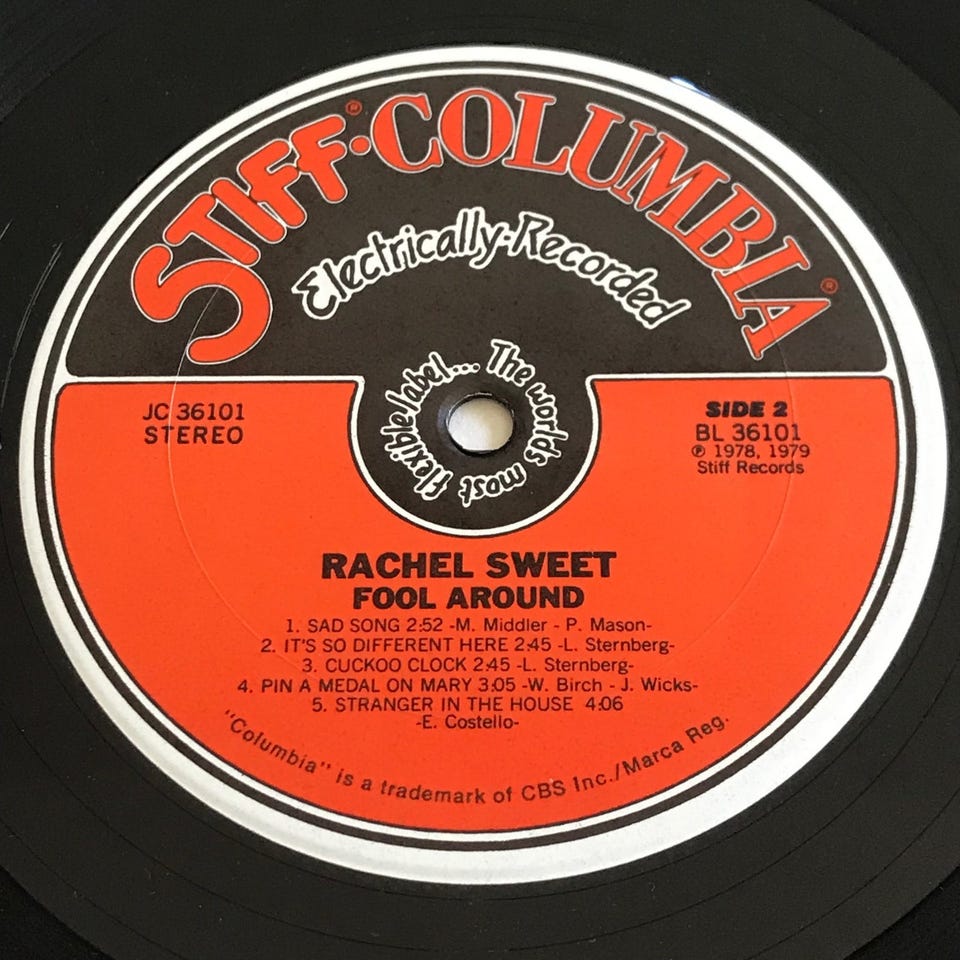 STIFF®·COLUMBIA®
Electrically-Recorded
The worlds most flexible label...
JC 36101
STEREO
SIDE 2
BL 36101
℗ 1978, 1979
Stiff Records
RACHEL SWEET
FOOL AROUND
1. SAD SONG 2:52 -M. Middler - P. Mason-
2. IT'S SO DIFFERENT HERE 2:45 -L. Sternberg-
3. CUCKOO CLOCK 2:45 -L. Sternberg-
4. PIN A MEDAL ON MARY 3:05 -W. Birch - J. Wicks-
5. STRANGER IN THE HOUSE 4:06
-E. Costello-
"Columbia" is a trademark of CBS Inc./Marca Reg.